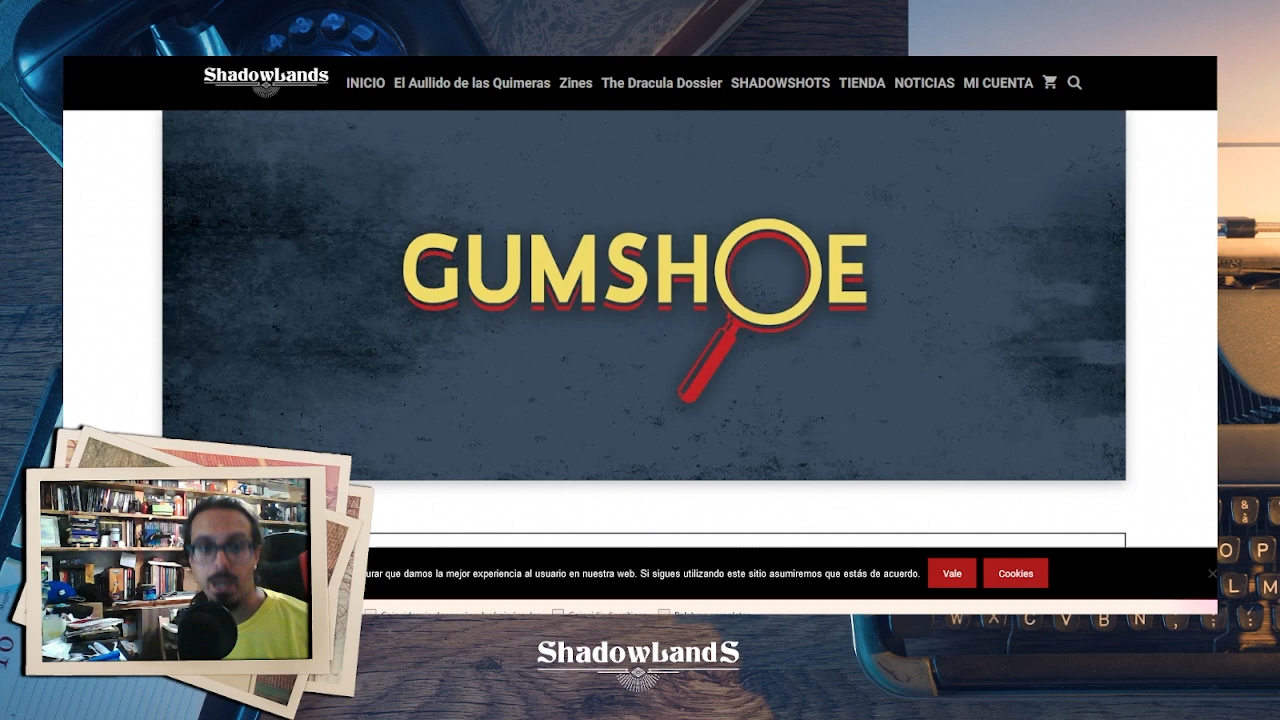 ShadowLands
INICIO El Aullido de las Quimeras Zines The Dracula Dossier SHADOWSHOTS TIENDA NOTICIAS MI CUENTA
GUMSHOE
urar que damos la mejor experiencia al usuario en nuestra web. Si sigues utilizando este sitio asumiremos que estás de acuerdo.
Vale
Cookies
O P
L M
W X C V B N
ShadowLandS
10